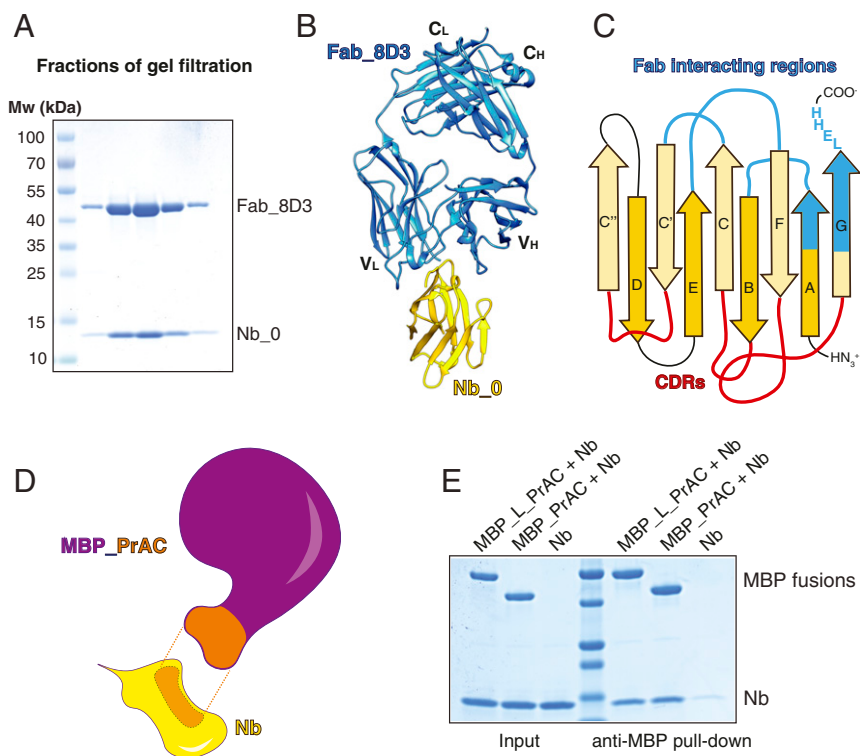 A
Fractions of gel filtration
Mw (kDa)
100
70
55
40
35
25
15
10
Fab_8D3
Nb_0
B
Fab_8D3
CL
CH
VL
VH
Nb_0
C
Fab interacting regions
COO-
H
H
E
L
C''
D
C'
E
C
B
F
A
G
HN3+
CDRs
D
MBP_PrAC
Nb
E
MBP_L_PrAC + Nb
MBP_PrAC + Nb
Nb
MBP_L_PrAC + Nb
MBP_PrAC + Nb
Nb
MBP fusions
Nb
Input
anti-MBP pull-down